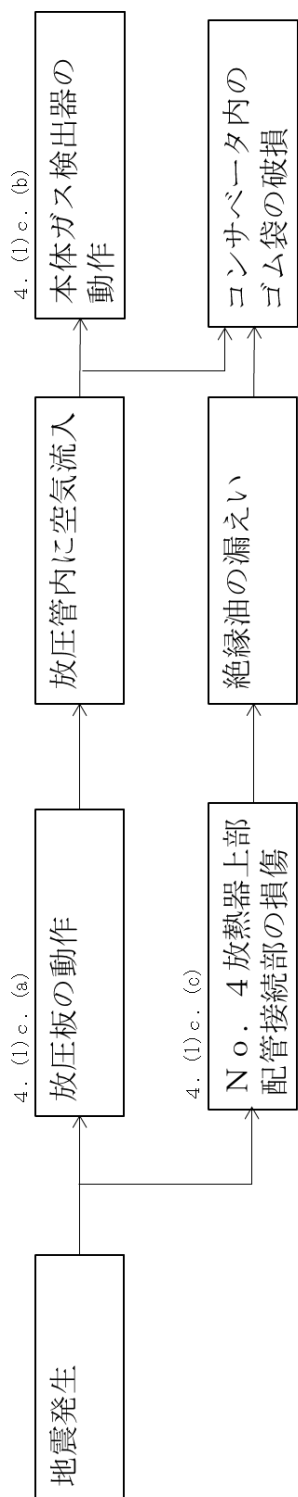 地震発生
4. (1)c. (a)
放圧板の動作
放圧管内に空気流入
4. (1)c. (b)
本体ガス検出器の
動作
4. (1)c. (c)
No．4放熱器上部
配管接続部の損傷
絶縁油の漏えい
コンサベータ内の
ゴム袋の破損